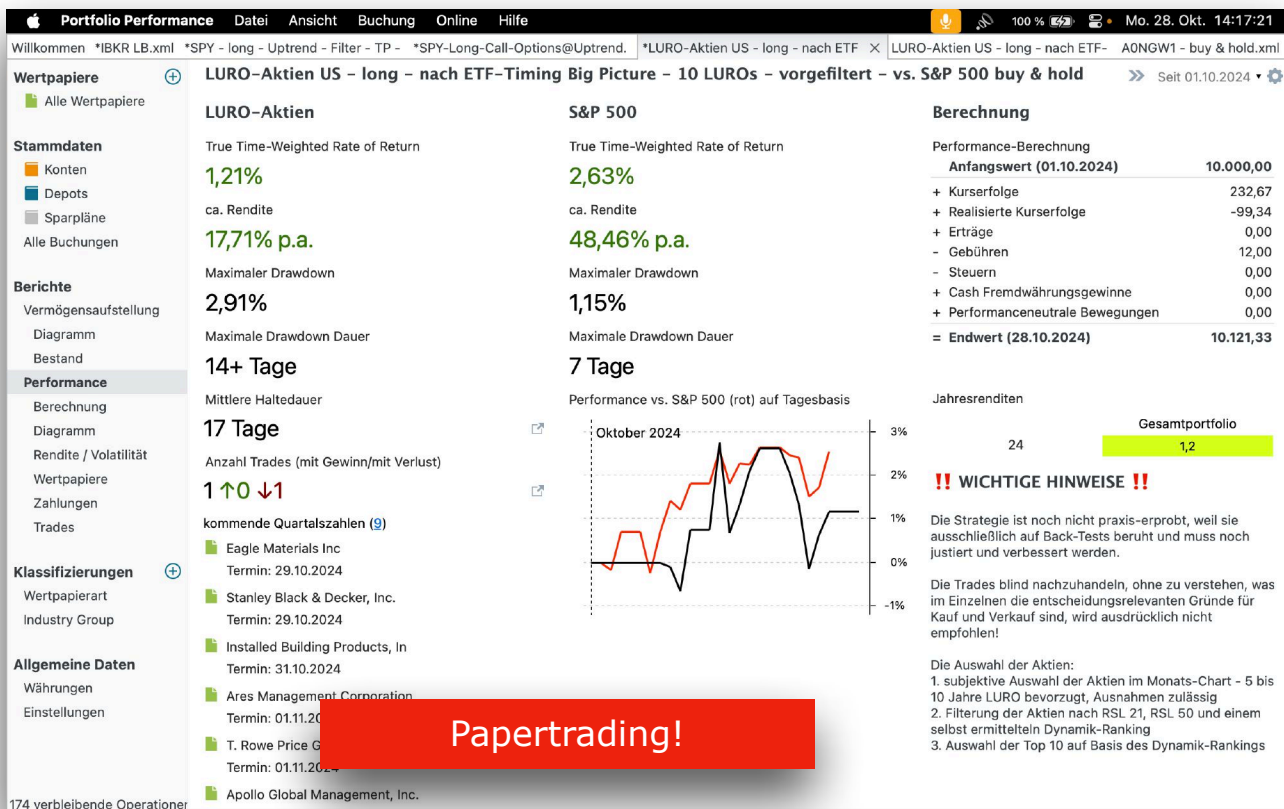 Portfolio Performance Datei Ansicht Buchung Online Hilfe 100 % Mo. 28. Okt. 14:17:21
Willkommen *IBKR LB.xml *SPY - long - Uptrend - Filter - TP - *SPY-Long-Call-Options@Uptrend. *LURO-Aktien US - long - nach ETF × LURO-Aktien US - long - nach ETF- A0NGW1 - buy & hold.xml
Wertpapiere
Alle Wertpapiere
Stammdaten
Konten
Depots
Sparpläne
Alle Buchungen
Berichte
Vermögensaufstellung
Diagramm
Bestand
Performance
Berechnung
Diagramm
Rendite / Volatilität
Wertpapiere
Zahlungen
Trades
Klassifizierungen
Wertpapierart
Industry Group
Allgemeine Daten
Währungen
Einstellungen
174 verbleibende Operationen
LURO-Aktien US - long - nach ETF-Timing Big Picture - 10 LUROs - vorgefiltert - vs. S&P 500 buy & hold
Seit 01.10.2024
LURO-Aktien
True Time-Weighted Rate of Return
1,21%
ca. Rendite
17,71% p.a.
Maximaler Drawdown
2,91%
Maximale Drawdown Dauer
14+ Tage
Mittlere Haltedauer
17 Tage
Anzahl Trades (mit Gewinn/mit Verlust)
1 ↑0 ↓1
kommende Quartalszahlen (9)
Eagle Materials Inc
Termin: 29.10.2024
Stanley Black & Decker, Inc.
Termin: 29.10.2024
Installed Building Products, In
Termin: 31.10.2024
Ares Management Corporation
Termin: 01.11.20
T. Rowe Price G
Termin: 01.11.2024
Apollo Global Management, Inc.
S&P 500
True Time-Weighted Rate of Return
2,63%
ca. Rendite
48,46% p.a.
Maximaler Drawdown
1,15%
Maximale Drawdown Dauer
7 Tage
Performance vs. S&P 500 (rot) auf Tagesbasis
Oktober 2024
3%
2%
1%
0%
-1%
Berechnung
Performance-Berechnung
Anfangswert (01.10.2024) 10.000,00
+ Kurserfolge 232,67
+ Realisierte Kurserfolge -99,34
+ Erträge 0,00
- Gebühren 12,00
- Steuern 0,00
+ Cash Fremdwährungsgewinne 0,00
+ Performanceneutrale Bewegungen 0,00
= Endwert (28.10.2024) 10.121,33
Jahresrenditen
Gesamtportfolio
24 1,2
‼ WICHTIGE HINWEISE ‼
Die Strategie ist noch nicht praxis-erprobt, weil sie
ausschließlich auf Back-Tests beruht und muss noch
justiert und verbessert werden.
Die Trades blind nachzuhandeln, ohne zu verstehen, was
im Einzelnen die entscheidungsrelevanten Gründe für
Kauf und Verkauf sind, wird ausdrücklich nicht
empfohlen!
Die Auswahl der Aktien:
1. subjektive Auswahl der Aktien im Monats-Chart - 5 bis
10 Jahre LURO bevorzugt, Ausnahmen zulässig
2. Filterung der Aktien nach RSL 21, RSL 50 und einem
selbst ermittelteln Dynamik-Ranking
3. Auswahl der Top 10 auf Basis des Dynamik-Rankings
Papertrading!